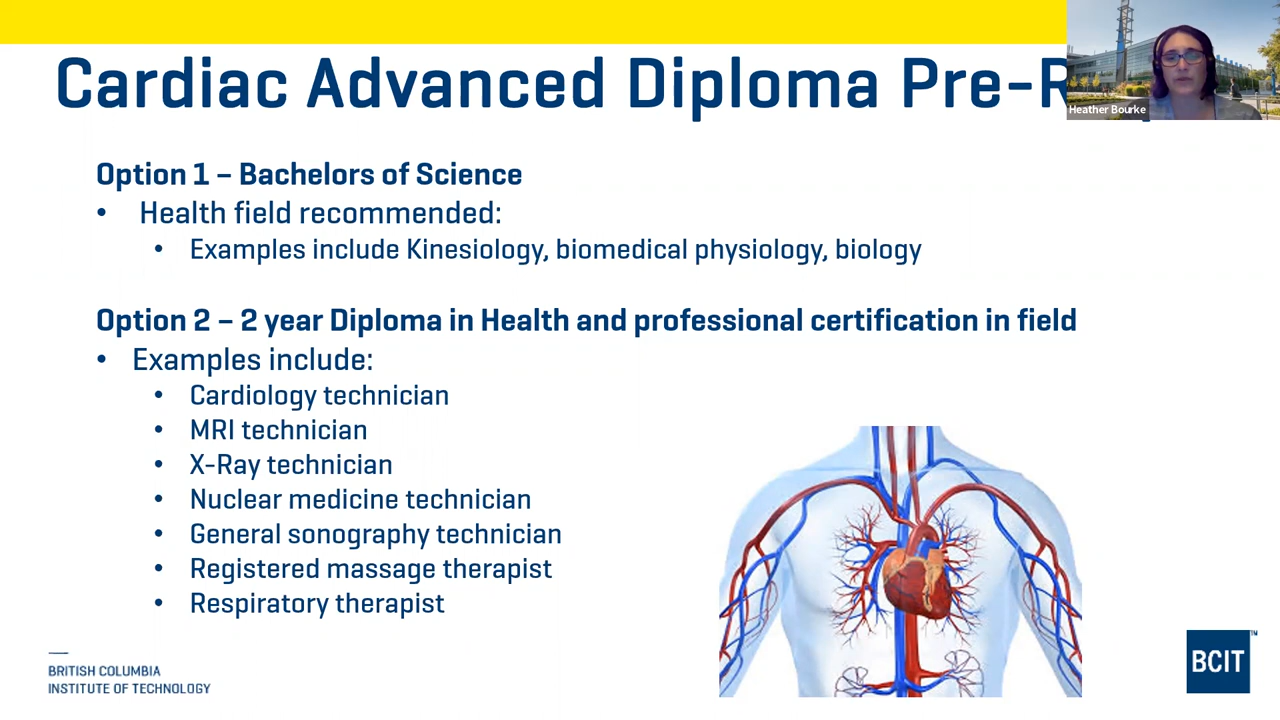 Cardiac Advanced Diploma
Heather Bourke
Option 1 – Bachelors of Science
• Health field recommended:
• Examples include Kinesiology, biomedical physiology, biology
Option 2 – 2 year Diploma in Health and professional certification in field
• Examples include:
• Cardiology technician
• MRI technician
• X-Ray technician
• Nuclear medicine technician
• General sonography technician
• Registered massage therapist
• Respiratory therapist
BRITISH COLUMBIA
INSTITUTE OF TECHNOLOGY
BCIT™